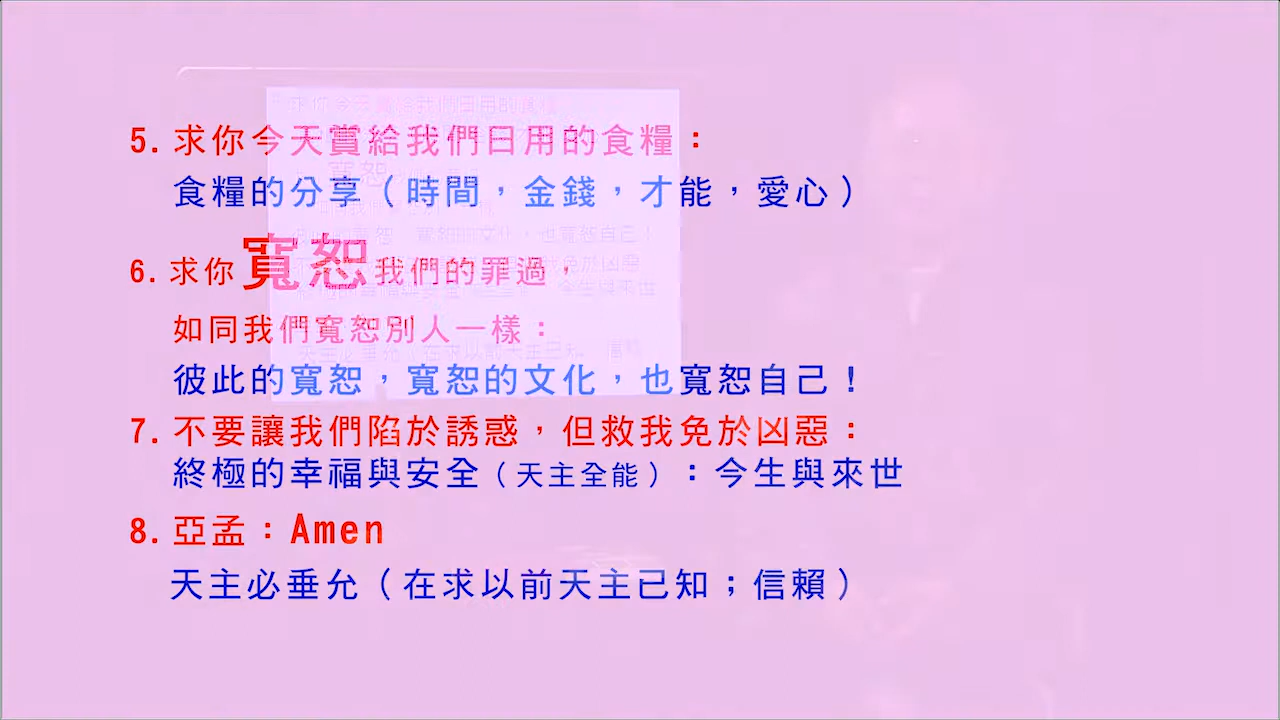 5. 求你今天賞給我們日用的食糧：
食糧的分享（時間，金錢，才能，愛心）
6. 求你寬恕我們的罪過，
如同我們寬恕別人一樣：
彼此的寬恕，寬恕的文化，也寬恕自己！
7. 不要讓我們陷於誘惑，但救我免於凶惡：
終極的幸福與安全（天主全能）：今生與來世
8. 亞孟：Amen
天主必垂允（在求以前天主已知；信賴）